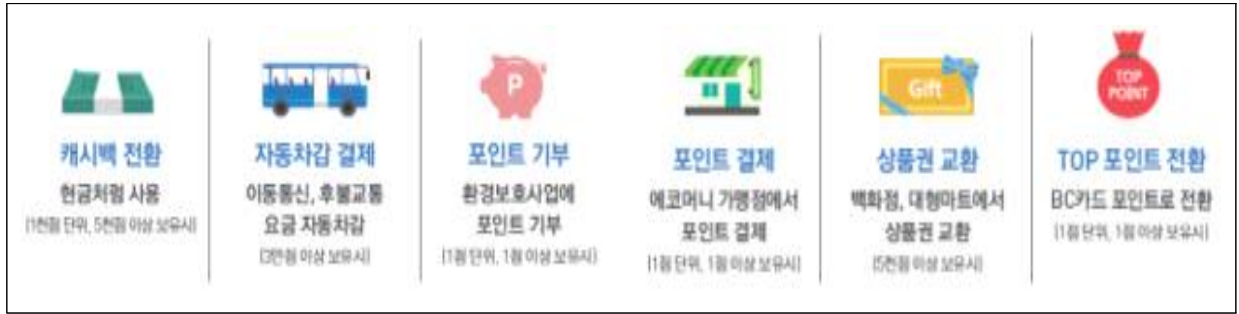 캐시백 전환
현금처럼 사용
(1천점 단위, 5천점 이상 보유시)
자동차감 결제
이동통신, 후불교통
요금 자동차감
이상 보유시)
P
포인트 기부
환경보호사업에
포인트 기부
(1점 단위, 1점 이상 보유시)
포인트 결제
에코머니 가맹점에서
포인트 결제
(1점 단위, 1점 이상 보유시)
Gift
상품권 교환
백화점, 대형마트에서
상품권 교환
(5천점 이상 보유시)
TOP
POINT
TOP 포인트 전환
BC카드 포인트로 전환
(1점 단위, 1점 이상 보유시)